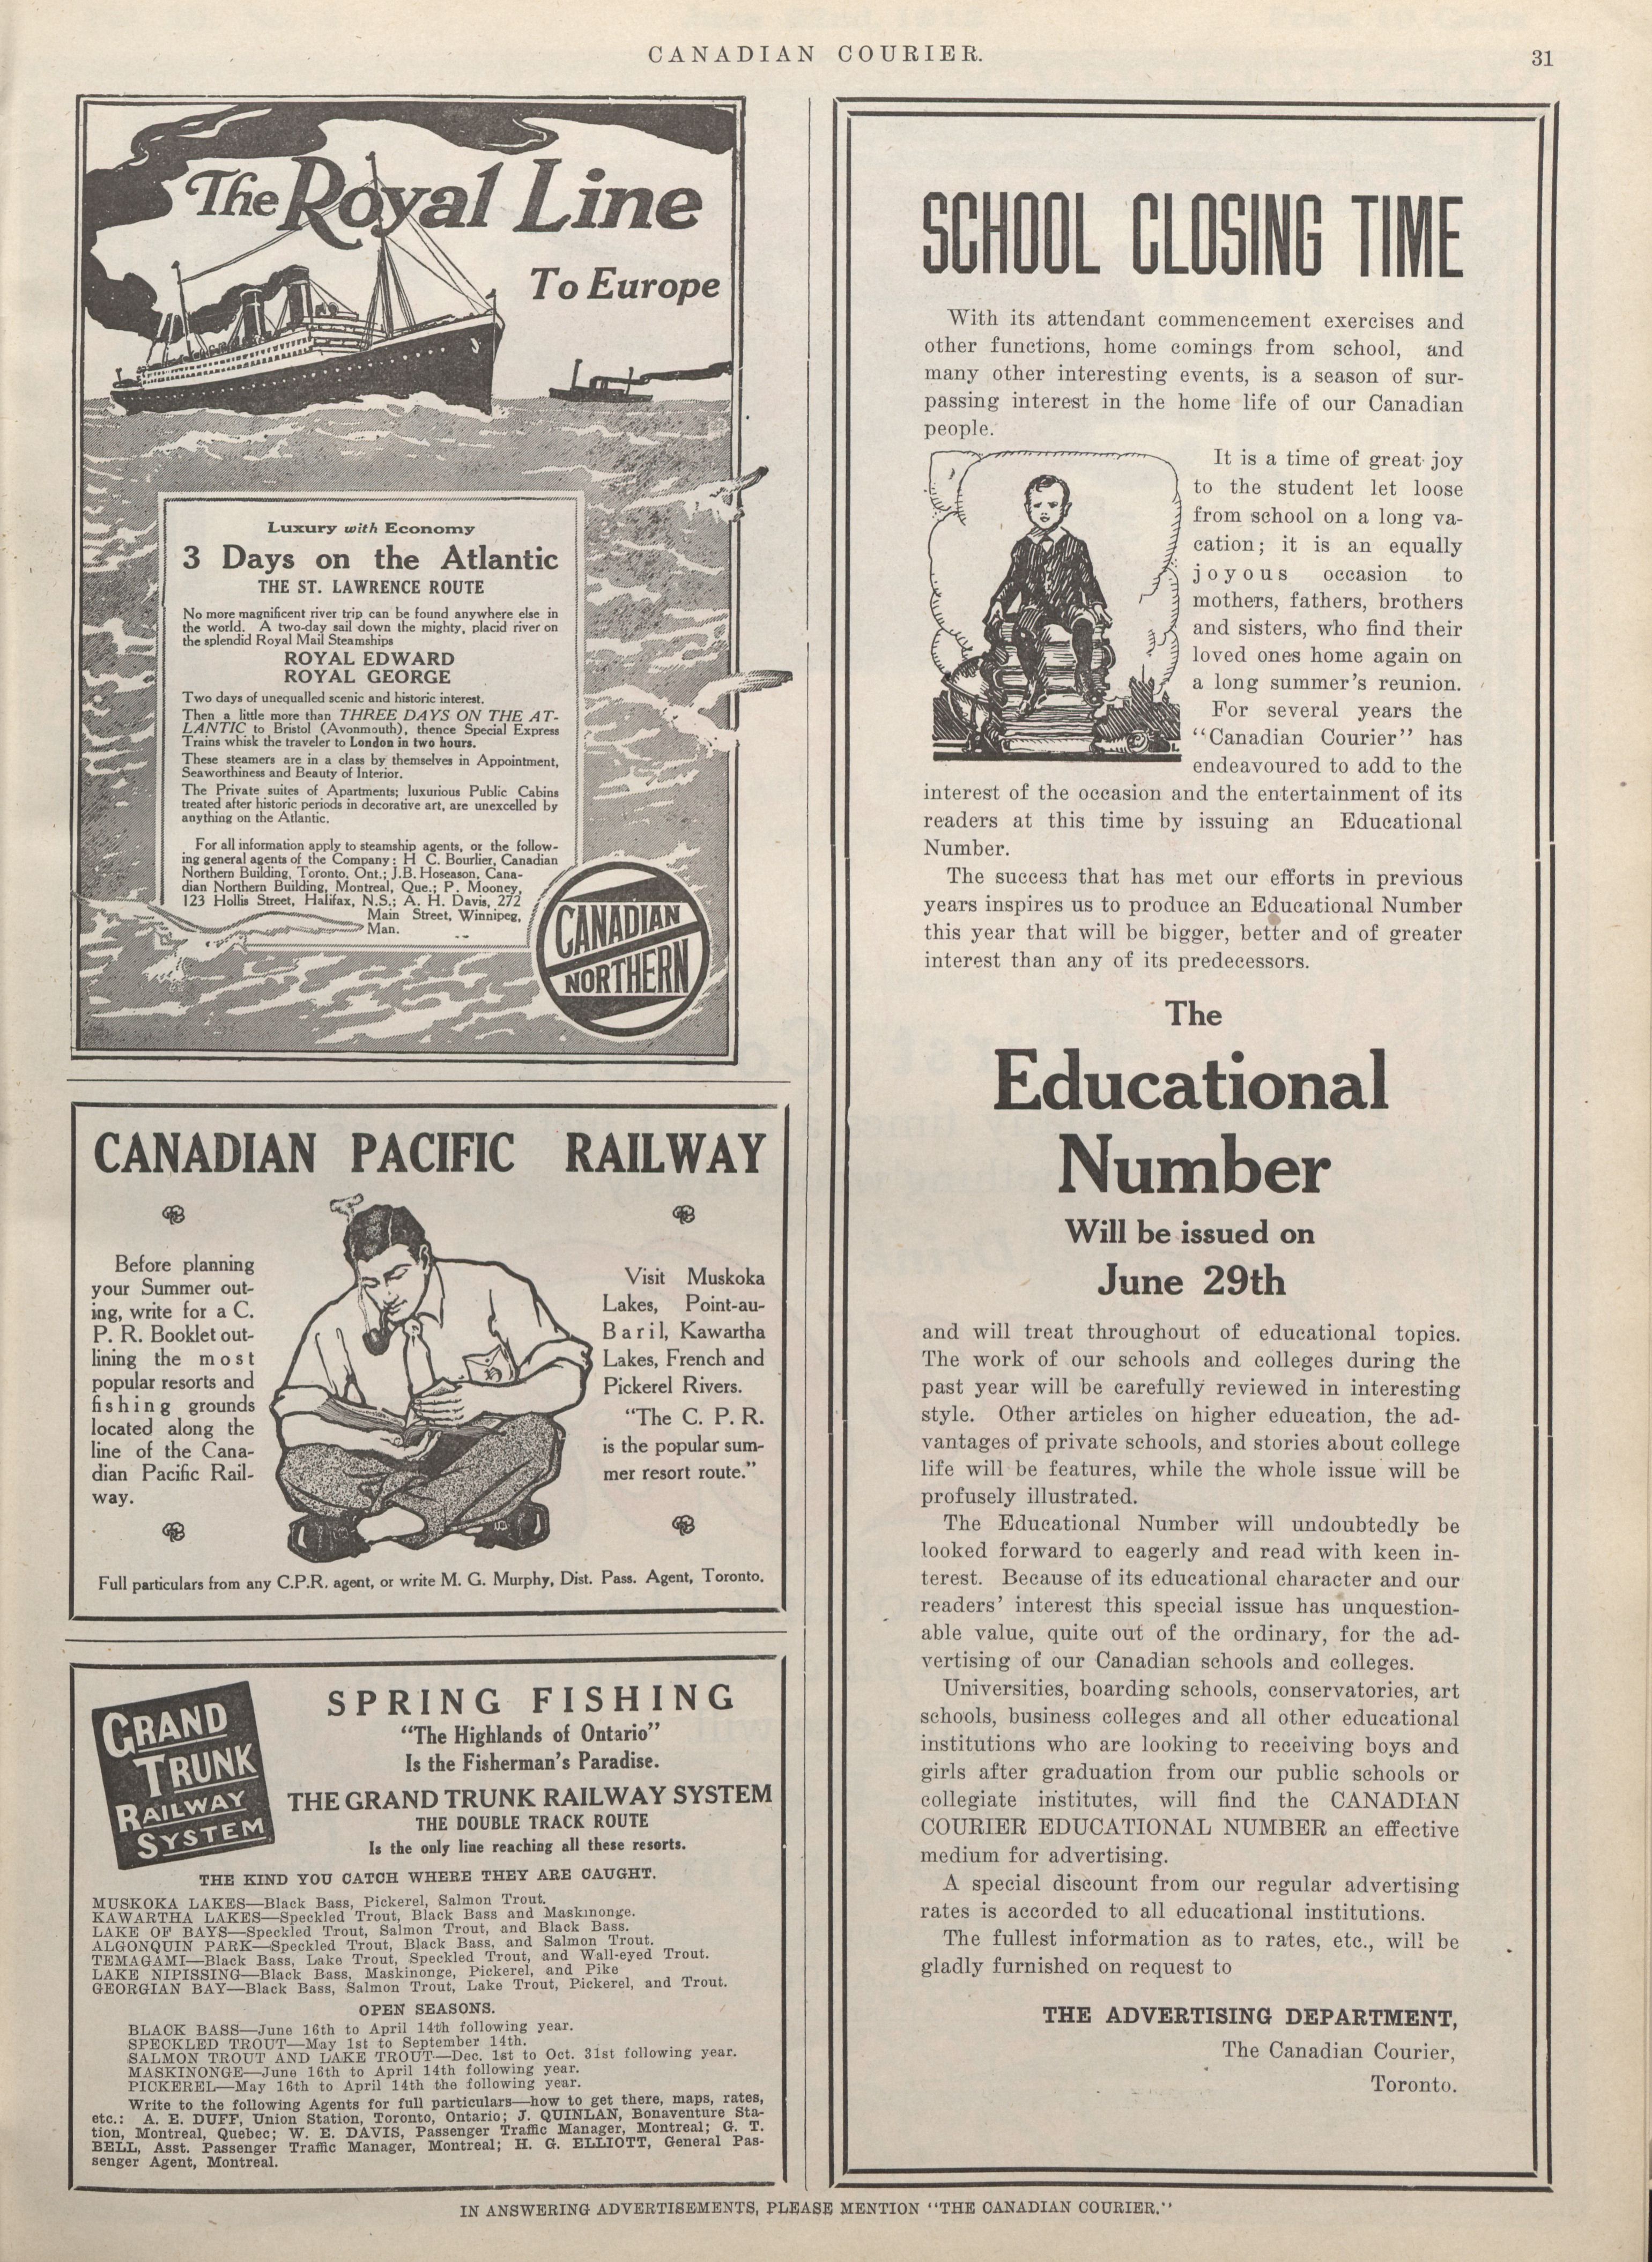 CANADIAN COURIER.
31
The Royal Line
To Europe
Luxury with Economy
3 Days on the Atlantic
THE ST. LAWRENCE ROUTE
No more magnificent river trip can be found anywhere else in
the world. A two-day sail down the mighty, placid river on
the splendid Royal Mail Steamships
ROYAL EDWARD
ROYAL GEORGE
Two days of unequalled scenic and historic interest.
Then a little more than THREE DAYS ON THE AT-
LANTIC to Bristol (Avonmouth), thence Special Express
Trains whisk the traveler to London in two hours.
These steamers are in a class by themselves in Appointment,
Seaworthiness and Beauty of Interior.
The Private suites of Apartments; luxurious Public Cabins
treated after historic periods in decorative art, are unexcelled by
anything on the Atlantic.
For all information apply to steamship agents, or the follow-
ing general agents of the Company: H C. Bourlier, Canadian
Northern Building, Toronto, Ont.; J.B. Hoseason, Cana-
dian Northern Building, Montreal, Que.; P. Mooney,
123 Hollis Street, Halifax, N.S.; A. H. Davis, 272
Main Street, Winnipeg,
Man.
CANADIAN
NORTHERN
CANADIAN PACIFIC RAILWAY
Before planning
your Summer out-
ing, write for a C.
P. R. Booklet out-
lining the most
popular resorts and
fishing grounds
located along the
line of the Cana-
dian Pacific Rail-
way.
Visit Muskoka
Lakes, Point-au-
Baril, Kawartha
Lakes, French and
Pickerel Rivers.
"The C. P. R.
is the popular sum-
mer resort route."
Full particulars from any C.P.R. agent, or write M. G. Murphy, Dist. Pass. Agent, Toronto.
GRAND
TRUNK
RAILWAY
SYSTEM
SPRING FISHING
"The Highlands of Ontario"
Is the Fisherman's Paradise.
THE GRAND TRUNK RAILWAY SYSTEM
THE DOUBLE TRACK ROUTE
Is the only line reaching all these resorts.
THE KIND YOU CATCH WHERE THEY ARE CAUGHT.
MUSKOKA LAKES—Black Bass, Pickerel, Salmon Trout.
KAWARTHA LAKES—Speckled Trout, Black Bass and Maskinonge.
LAKE OF BAYS—Speckled Trout, Salmon Trout, and Black Bass.
ALGONQUIN PARK—Speckled Trout, Black Bass, and Salmon Trout.
TEMAGAMI—Black Bass, Lake Trout, Speckled Trout, and Wall-eyed Trout.
LAKE NIPISSING—Black Bass, Maskinonge, Pickerel, and Pike
GEORGIAN BAY—Black Bass, Salmon Trout, Lake Trout, Pickerel, and Trout.
OPEN SEASONS.
BLACK BASS—June 16th to April 14th following year.
SPECKLED TROUT—May 1st to September 14th.
SALMON TROUT AND LAKE TROUT—Dec. 1st to Oct. 31st following year.
MASKINONGE—June 16th to April 14th following year.
PICKEREL—May 16th to April 14th the following year.
Write to the following Agents for full particulars—how to get there, maps, rates,
etc.: A. E. DUFF, Union Station, Toronto, Ontario; J. QUINLAN, Bonaventure Sta-
tion, Montreal, Quebec; W. E. DAVIS, Passenger Traffic Manager, Montreal; G. T.
BELL, Asst. Passenger Traffic Manager, Montreal; H. G. ELLIOTT, General Pas-
senger Agent, Montreal.
SCHOOL CLOSING TIME
With its attendant commencement exercises and
other functions, home comings from school, and
many other interesting events, is a season of sur-
passing interest in the home life of our Canadian
people.
It is a time of great joy
to the student let loose
from school on a long va-
cation; it is an equally
joyous occasion to
mothers, fathers, brothers
and sisters, who find their
loved ones home again on
a long summer's reunion.
For several years the
"Canadian Courier" has
endeavoured to add to the
interest of the occasion and the entertainment of its
readers at this time by issuing an Educational
Number.
The success that has met our efforts in previous
years inspires us to produce an Educational Number
this year that will be bigger, better and of greater
interest than any of its predecessors.
The
Educational
Number
Will be issued on
June 29th
and will treat throughout of educational topics.
The work of our schools and colleges during the
past year will be carefully reviewed in interesting
style. Other articles on higher education, the ad-
vantages of private schools, and stories about college
life will be features, while the whole issue will be
profusely illustrated.
The Educational Number will undoubtedly be
looked forward to eagerly and read with keen in-
terest. Because of its educational character and our
readers' interest this special issue has unquestion-
able value, quite out of the ordinary, for the ad-
vertising of our Canadian schools and colleges.
Universities, boarding schools, conservatories, art
schools, business colleges and all other educational
institutions who are looking to receiving boys and
girls after graduation from our public schools or
collegiate institutes, will find the CANADIAN
COURIER EDUCATIONAL NUMBER an effective
medium for advertising.
A special discount from our regular advertising
rates is accorded to all educational institutions.
The fullest information as to rates, etc., will be
gladly furnished on request to
THE ADVERTISING DEPARTMENT,
The Canadian Courier,
Toronto.
IN ANSWERING ADVERTISEMENTS, PLEASE MENTION "THE CANADIAN COURIER."